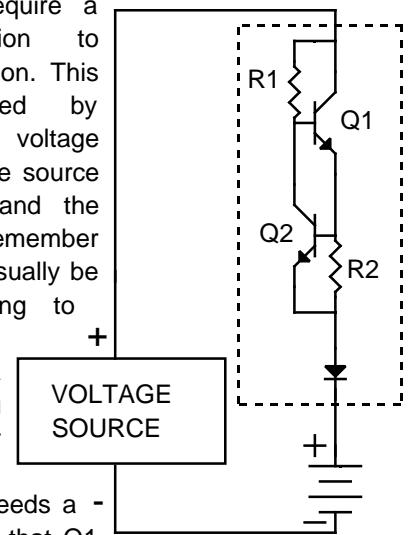 equire a
ion to
on. This
ed by
voltage
e source
and the
emember
sually be
ng to
eeds a
that Q1
R1
Q1
Q2
R2
+
VOLTAGE
SOURCE
-
+
−